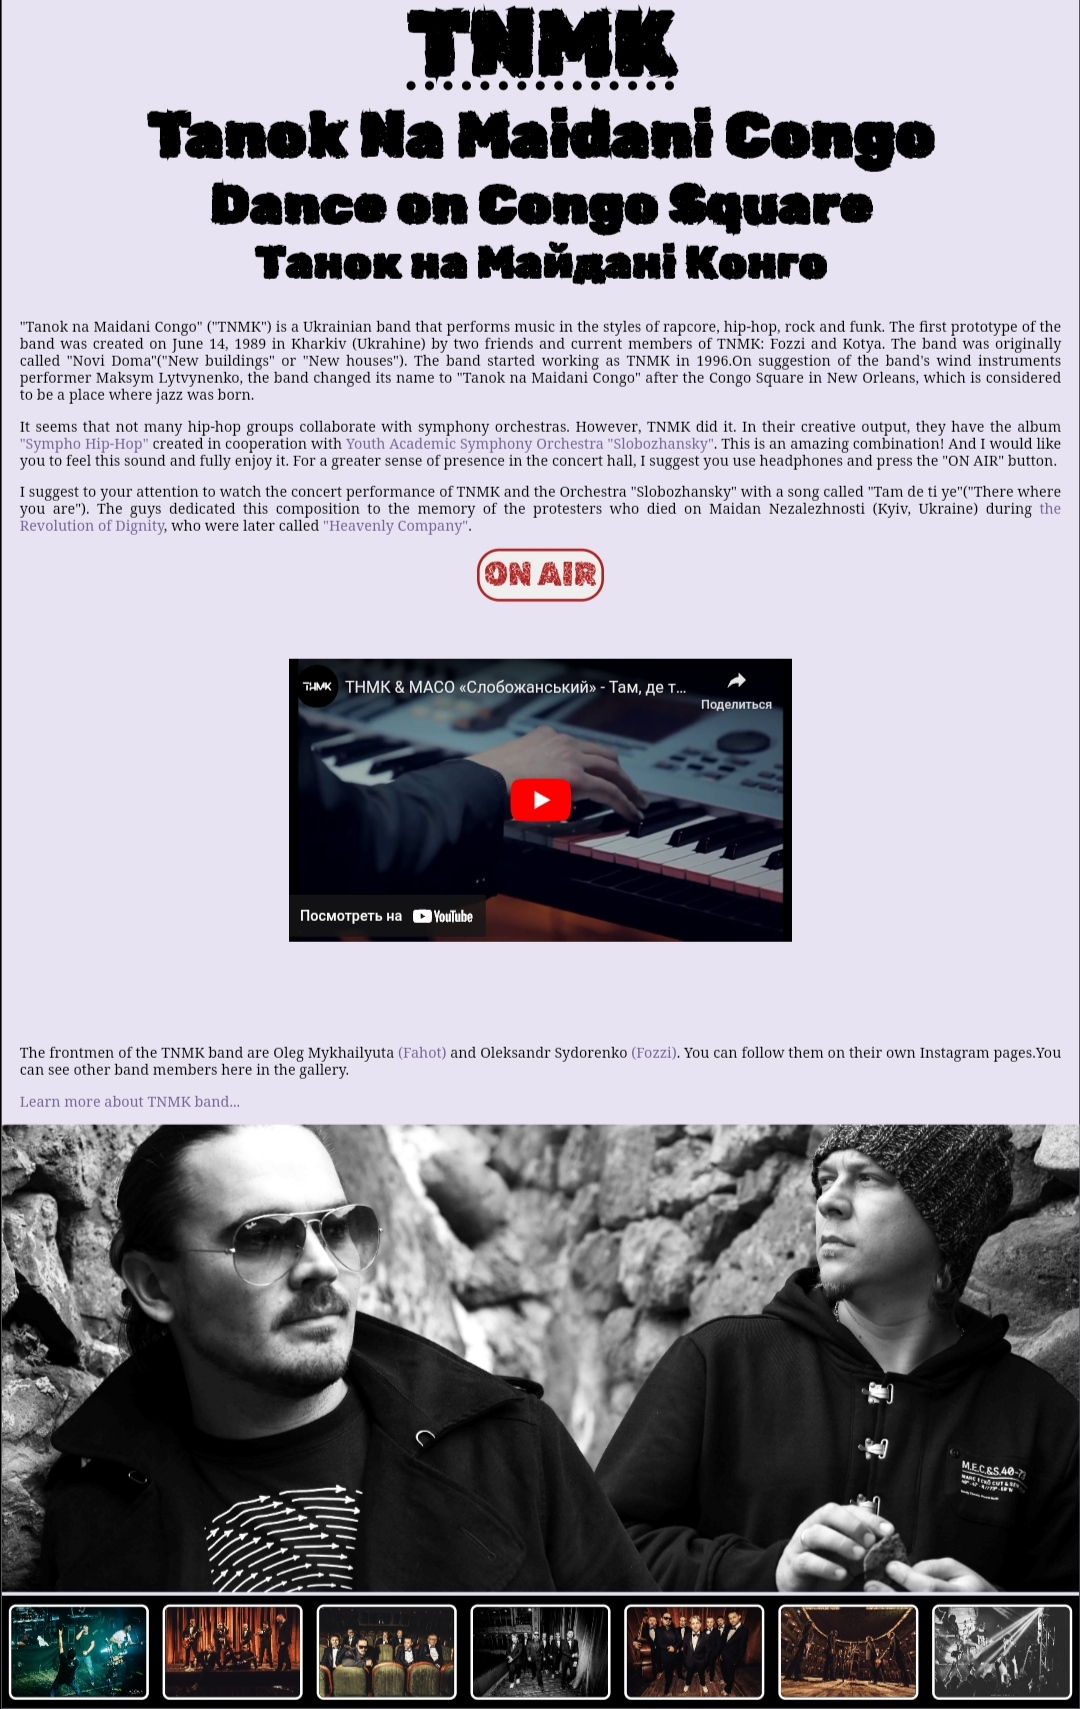 TNMK
Tanok Na Maidani Congo
Dance on Congo Square
Танок на Майдані Конго
"Tanok na Maidani Congo" ("TNMK") is a Ukrainian band that performs music in the styles of rapcore, hip-hop, rock and funk. The first prototype of the
band was created on June 14, 1989 in Kharkiv (Ukrahine) by two friends and current members of TNMK: Fozzi and Kotya. The band was originally
called "Novi Doma"("New buildings" or "New houses"). The band started working as TNMK in 1996.On suggestion of the band's wind instruments
performer Maksym Lytvynenko, the band changed its name to "Tanok na Maidani Congo" after the Congo Square in New Orleans, which is considered
to be a place where jazz was born.
It seems that not many hip-hop groups collaborate with symphony orchestras. However, TNMK did it. In their creative output, they have the album
"Sympho Hip-Hop" created in cooperation with Youth Academic Symphony Orchestra "Slobozhansky". This is an amazing combination! And I would like
you to feel this sound and fully enjoy it. For a greater sense of presence in the concert hall, I suggest you use headphones and press the "ON AIR" button.
I suggest to your attention to watch the concert performance of TNMK and the Orchestra "Slobozhansky" with a song called "Tam de ti ye"("There where
you are"). The guys dedicated this composition to the memory of the protesters who died on Maidan Nezalezhnosti (Kyiv, Ukraine) during the
Revolution of Dignity, who were later called "Heavenly Company".
ON AIR
ТНМК
ТНМК & МАСО «Слобожанський» - Там, де т...
Поделиться
Посмотреть на YouTube
The frontmen of the TNMK band are Oleg Mykhailyuta (Fahot) and Oleksandr Sydorenko (Fozzi). You can follow them on their own Instagram pages.You
can see other band members here in the gallery.
Learn more about TNMK band...
M.E.C.&S.40-73